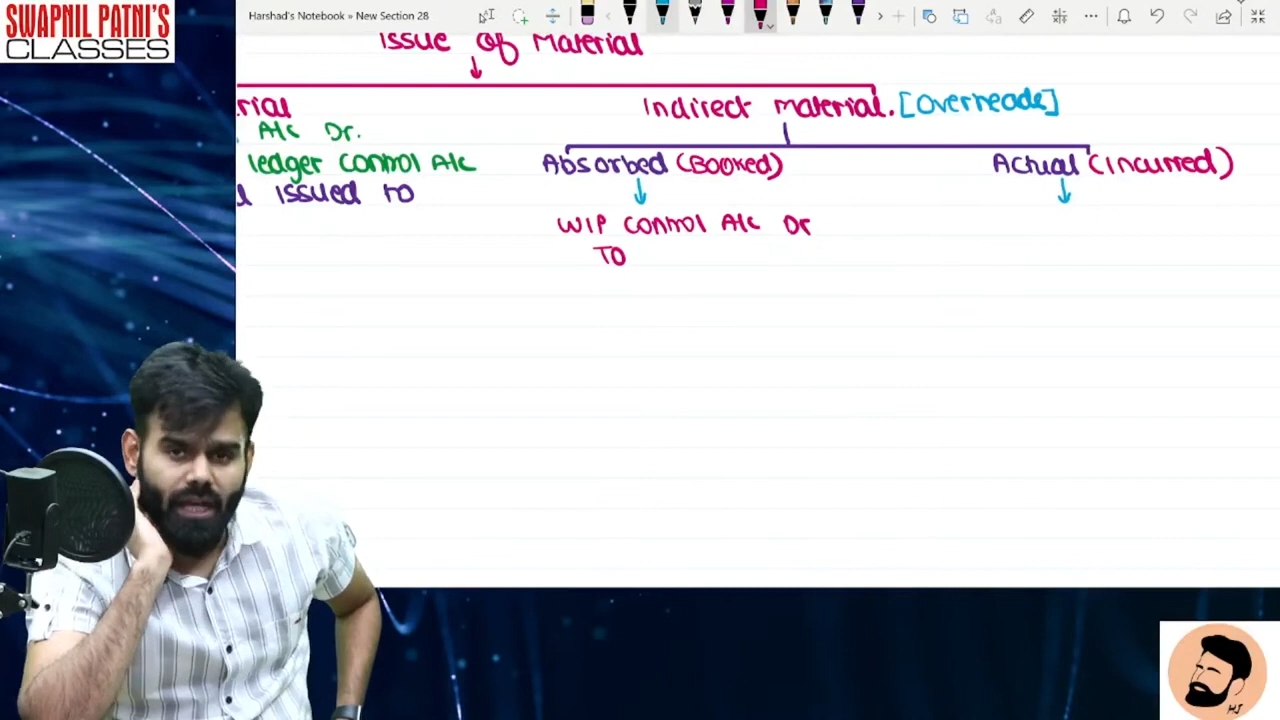 SWAPNIL PATNI'S
CLASSES
Harshad's Notebook » New Section 28
Issue Of Material
rial
A/c Dr.
ledger control A/c
issued to
Indirect material. [Overheads]
Absorbed (Booked)
WIP control A/c Dr
TO
Actual (Incurred)
HJ